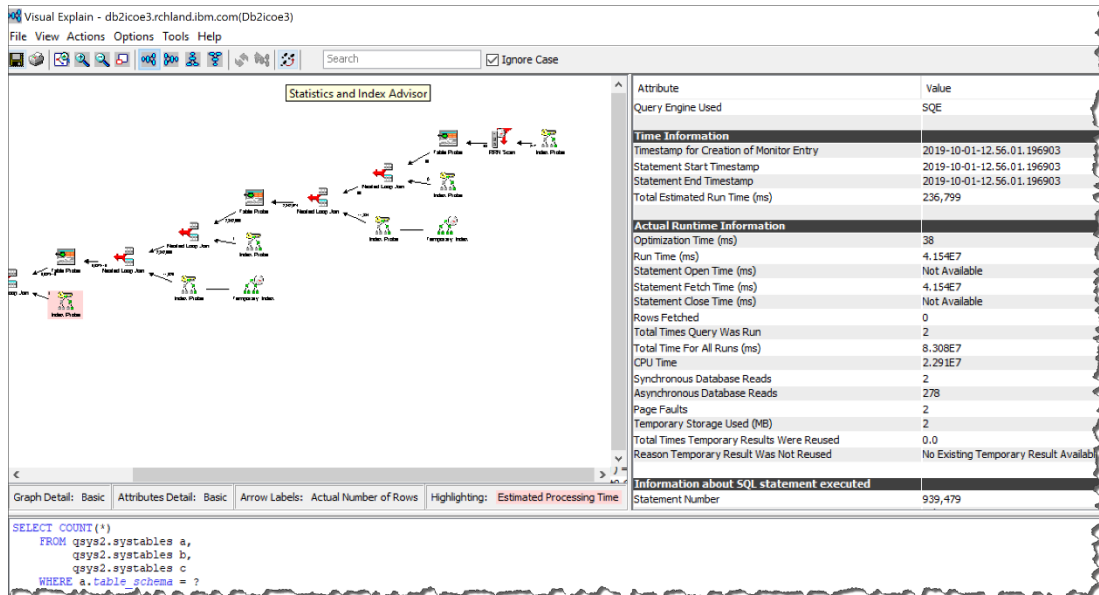 Visual Explain - db2icoe3.rchland.ibm.com(Db2icoe3)
File View Actions Options Tools Help
Search
Ignore Case
Statistics and Index Advisor
Table Probe
RRN Scan
Index Probe
Nested Loop Join
Index Probe
Table Probe
Nested Loop Join
Index Probe
Temporary Index
Nested Loop Join
Index Probe
Table Probe
Nested Loop Join
Index Probe
Temporary Index
Index Probe
Graph Detail: Basic
Attributes Detail: Basic
Arrow Labels: Actual Number of Rows
Highlighting: Estimated Processing Time
Attribute Value
Query Engine Used SQE
Time Information
Timestamp for Creation of Monitor Entry 2019-10-01-12.56.01.196903
Statement Start Timestamp 2019-10-01-12.56.01.196903
Statement End Timestamp 2019-10-01-12.56.01.196903
Total Estimated Run Time (ms) 236,799
Actual Runtime Information
Optimization Time (ms) 38
Run Time (ms) 4.154E7
Statement Open Time (ms) Not Available
Statement Fetch Time (ms) 4.154E7
Statement Close Time (ms) Not Available
Rows Fetched 0
Total Times Query Was Run 2
Total Time For All Runs (ms) 8.308E7
CPU Time 2.291E7
Synchronous Database Reads 2
Asynchronous Database Reads 278
Page Faults 2
Temporary Storage Used (MB) 2
Total Times Temporary Results Were Reused 0.0
Reason Temporary Result Was Not Reused No Existing Temporary Result Availabl
Information about SQL statement executed
Statement Number 939,479
SELECT COUNT(*)
FROM qsys2.systables a,
qsys2.systables b,
qsys2.systables c
WHERE a.table_schema = ?